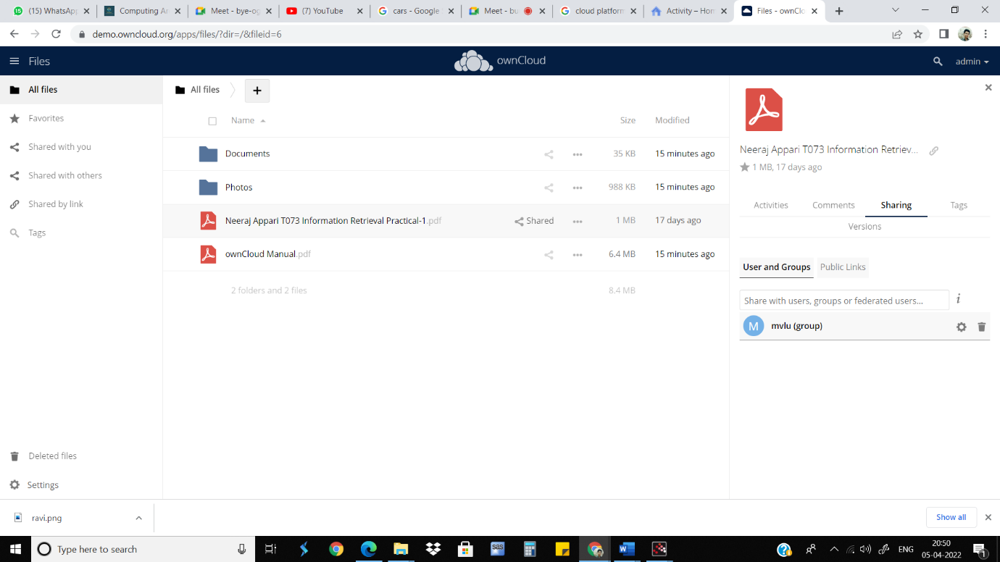 (15) WhatsApp
Computing An
Meet - bye-og
(7) YouTube
cars - Google
Meet - bu
cloud platform
Activity – Hom
Files - ownClo
demo.owncloud.org/apps/files/?dir=/&fileid=6
Files
ownCloud
admin
All files
Favorites
Shared with you
Shared with others
Shared by link
Tags
Deleted files
Settings
All files
+
Name
Size
Modified
Documents
35 KB
15 minutes ago
Photos
988 KB
15 minutes ago
Neeraj Appari T073 Information Retrieval Practical-1.pdf
Shared
1 MB
17 days ago
ownCloud Manual.pdf
6.4 MB
15 minutes ago
2 folders and 2 files
8.4 MB
Neeraj Appari T073 Information Retriev...
1 MB, 17 days ago
Activities
Comments
Sharing
Tags
Versions
User and Groups
Public Links
Share with users, groups or federated users...
i
M
mvlu (group)
ravi.png
Show all
Type here to search
sas
ENG
20:50
05-04-2022
1